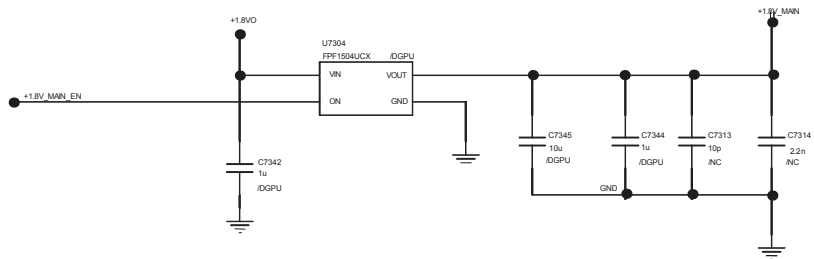 +1.8V_MAIN
+1.8VO
U7304
FPF1504UCX /DGPU
VIN VOUT
+1.8V_MAIN_EN
ON GND
C7345 C7344 C7313 C7314
10u 1u 10p 2.2n
/DGPU /DGPU /NC /NC
C7342
1u
/DGPU
GND